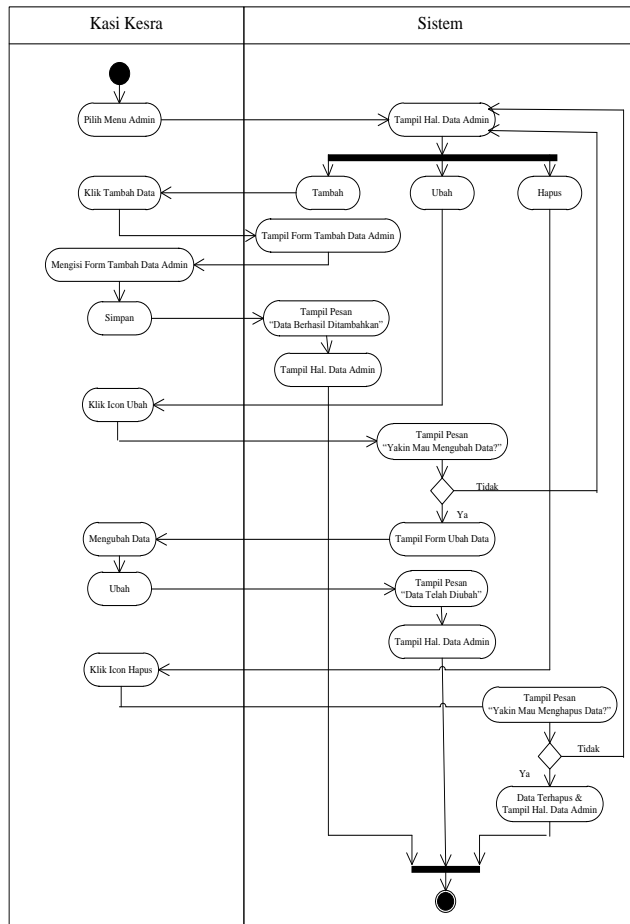 Kasi Kesra
Sistem
Pilih Menu Admin
Tampil Hal. Data Admin
Klik Tambah Data
Tambah
Ubah
Hapus
Tampil Form Tambah Data Admin
Mengisi Form Tambah Data Admin
Simpan
Tampil Pesan
“Data Berhasil Ditambahkan”
Tampil Hal. Data Admin
Klik Icon Ubah
Tampil Pesan
“Yakin Mau Mengubah Data?”
Tidak
Ya
Mengubah Data
Tampil Form Ubah Data
Ubah
Tampil Pesan
“Data Telah Diubah”
Tampil Hal. Data Admin
Klik Icon Hapus
Tampil Pesan
“Yakin Mau Menghapus Data?”
Tidak
Ya
Data Terhapus &
Tampil Hal. Data Admin